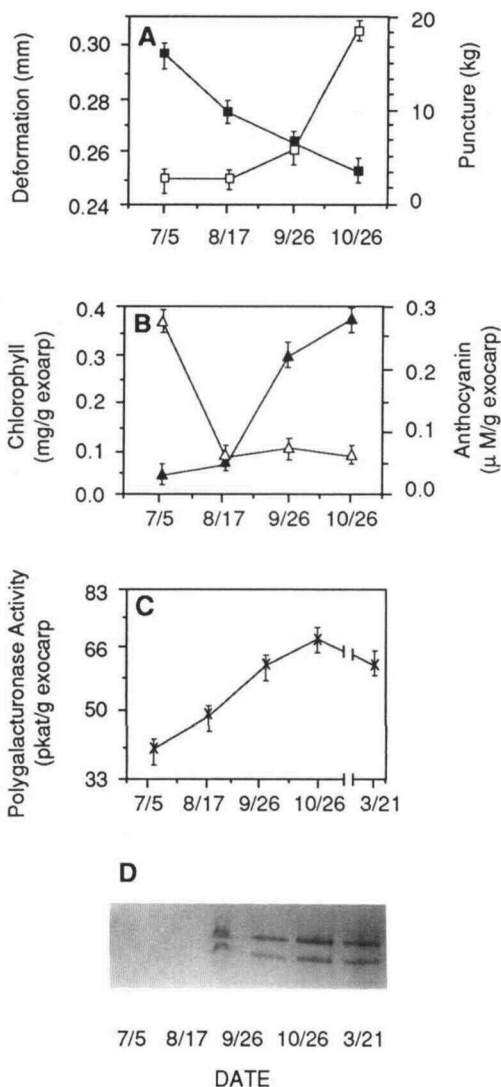 A
Deformation (mm)
0.30
0.28
0.26
0.24
20
10
0
Puncture (kg)
7/5 8/17 9/26 10/26
B
Chlorophyll
(mg/g exoarp)
0.4
0.3
0.2
0.1
0.0
0.3
0.2
0.1
0.0
Anthocyanin
(μ M/g exocarp)
7/5 8/17 9/26 10/26
C
Polygalacturonase Activity
(pkat/g exocarp
83
66
50
33
7/5 8/17 9/26 10/26 3/21
D
7/5 8/17 9/26 10/26 3/21
DATE